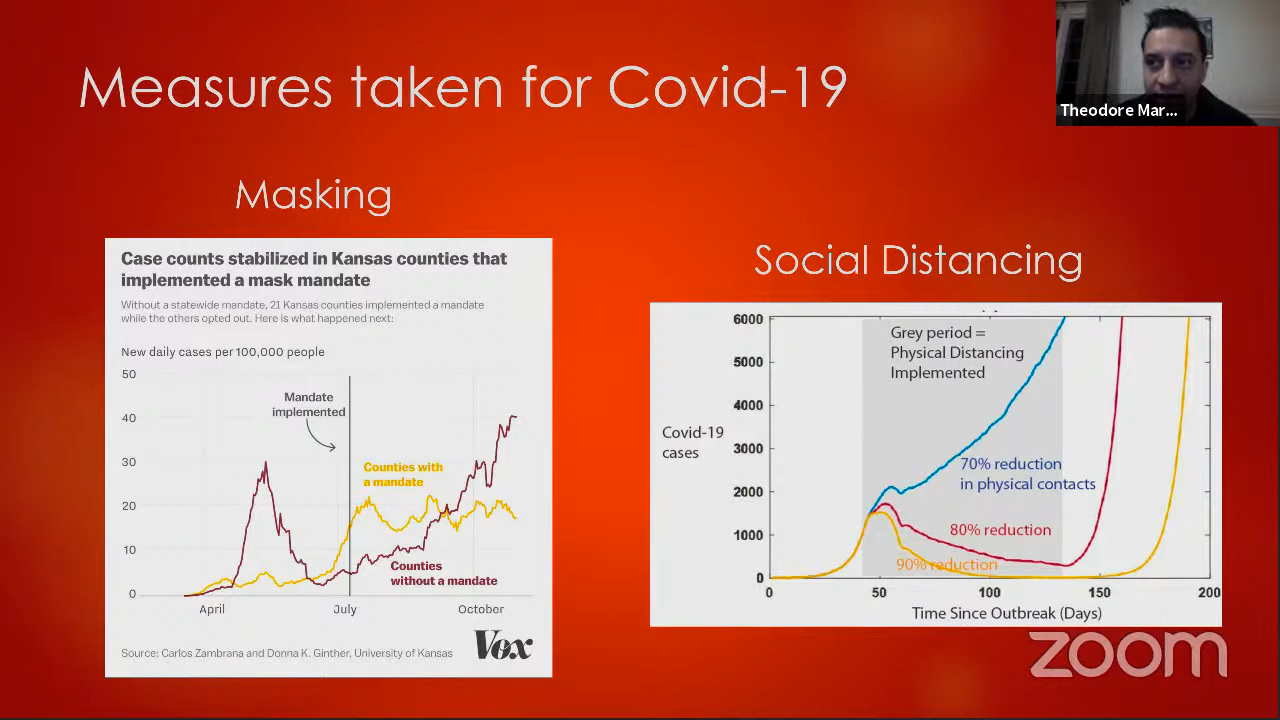 Measures taken for Covid-19
Theodore Mar...
Masking
Case counts stabilized in Kansas counties that
implemented a mask mandate
Without a statewide mandate, 21 Kansas counties implemented a mandate
while the others opted out. Here is what happened next:
New daily cases per 100,000 people
50
40
30
20
10
0
Mandate
implemented
Counties with
a mandate
Counties
without a mandate
April July October
Source: Carlos Zambrana and Donna K. Ginther, University of Kansas
Vox
Social Distancing
6000
5000
4000
3000
2000
1000
0
Covid-19
cases
Grey period =
Physical Distancing
Implemented
70% reduction
in physical contacts
80% reduction
90% reduction
0 50 100 150 200
Time Since Outbreak (Days)
zoom